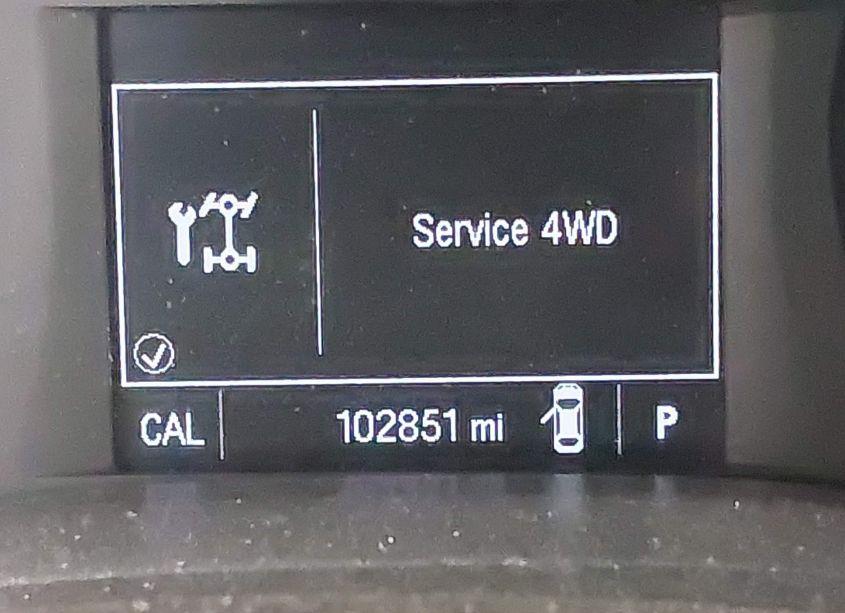 Service 4WD
CAL 102851 mi P